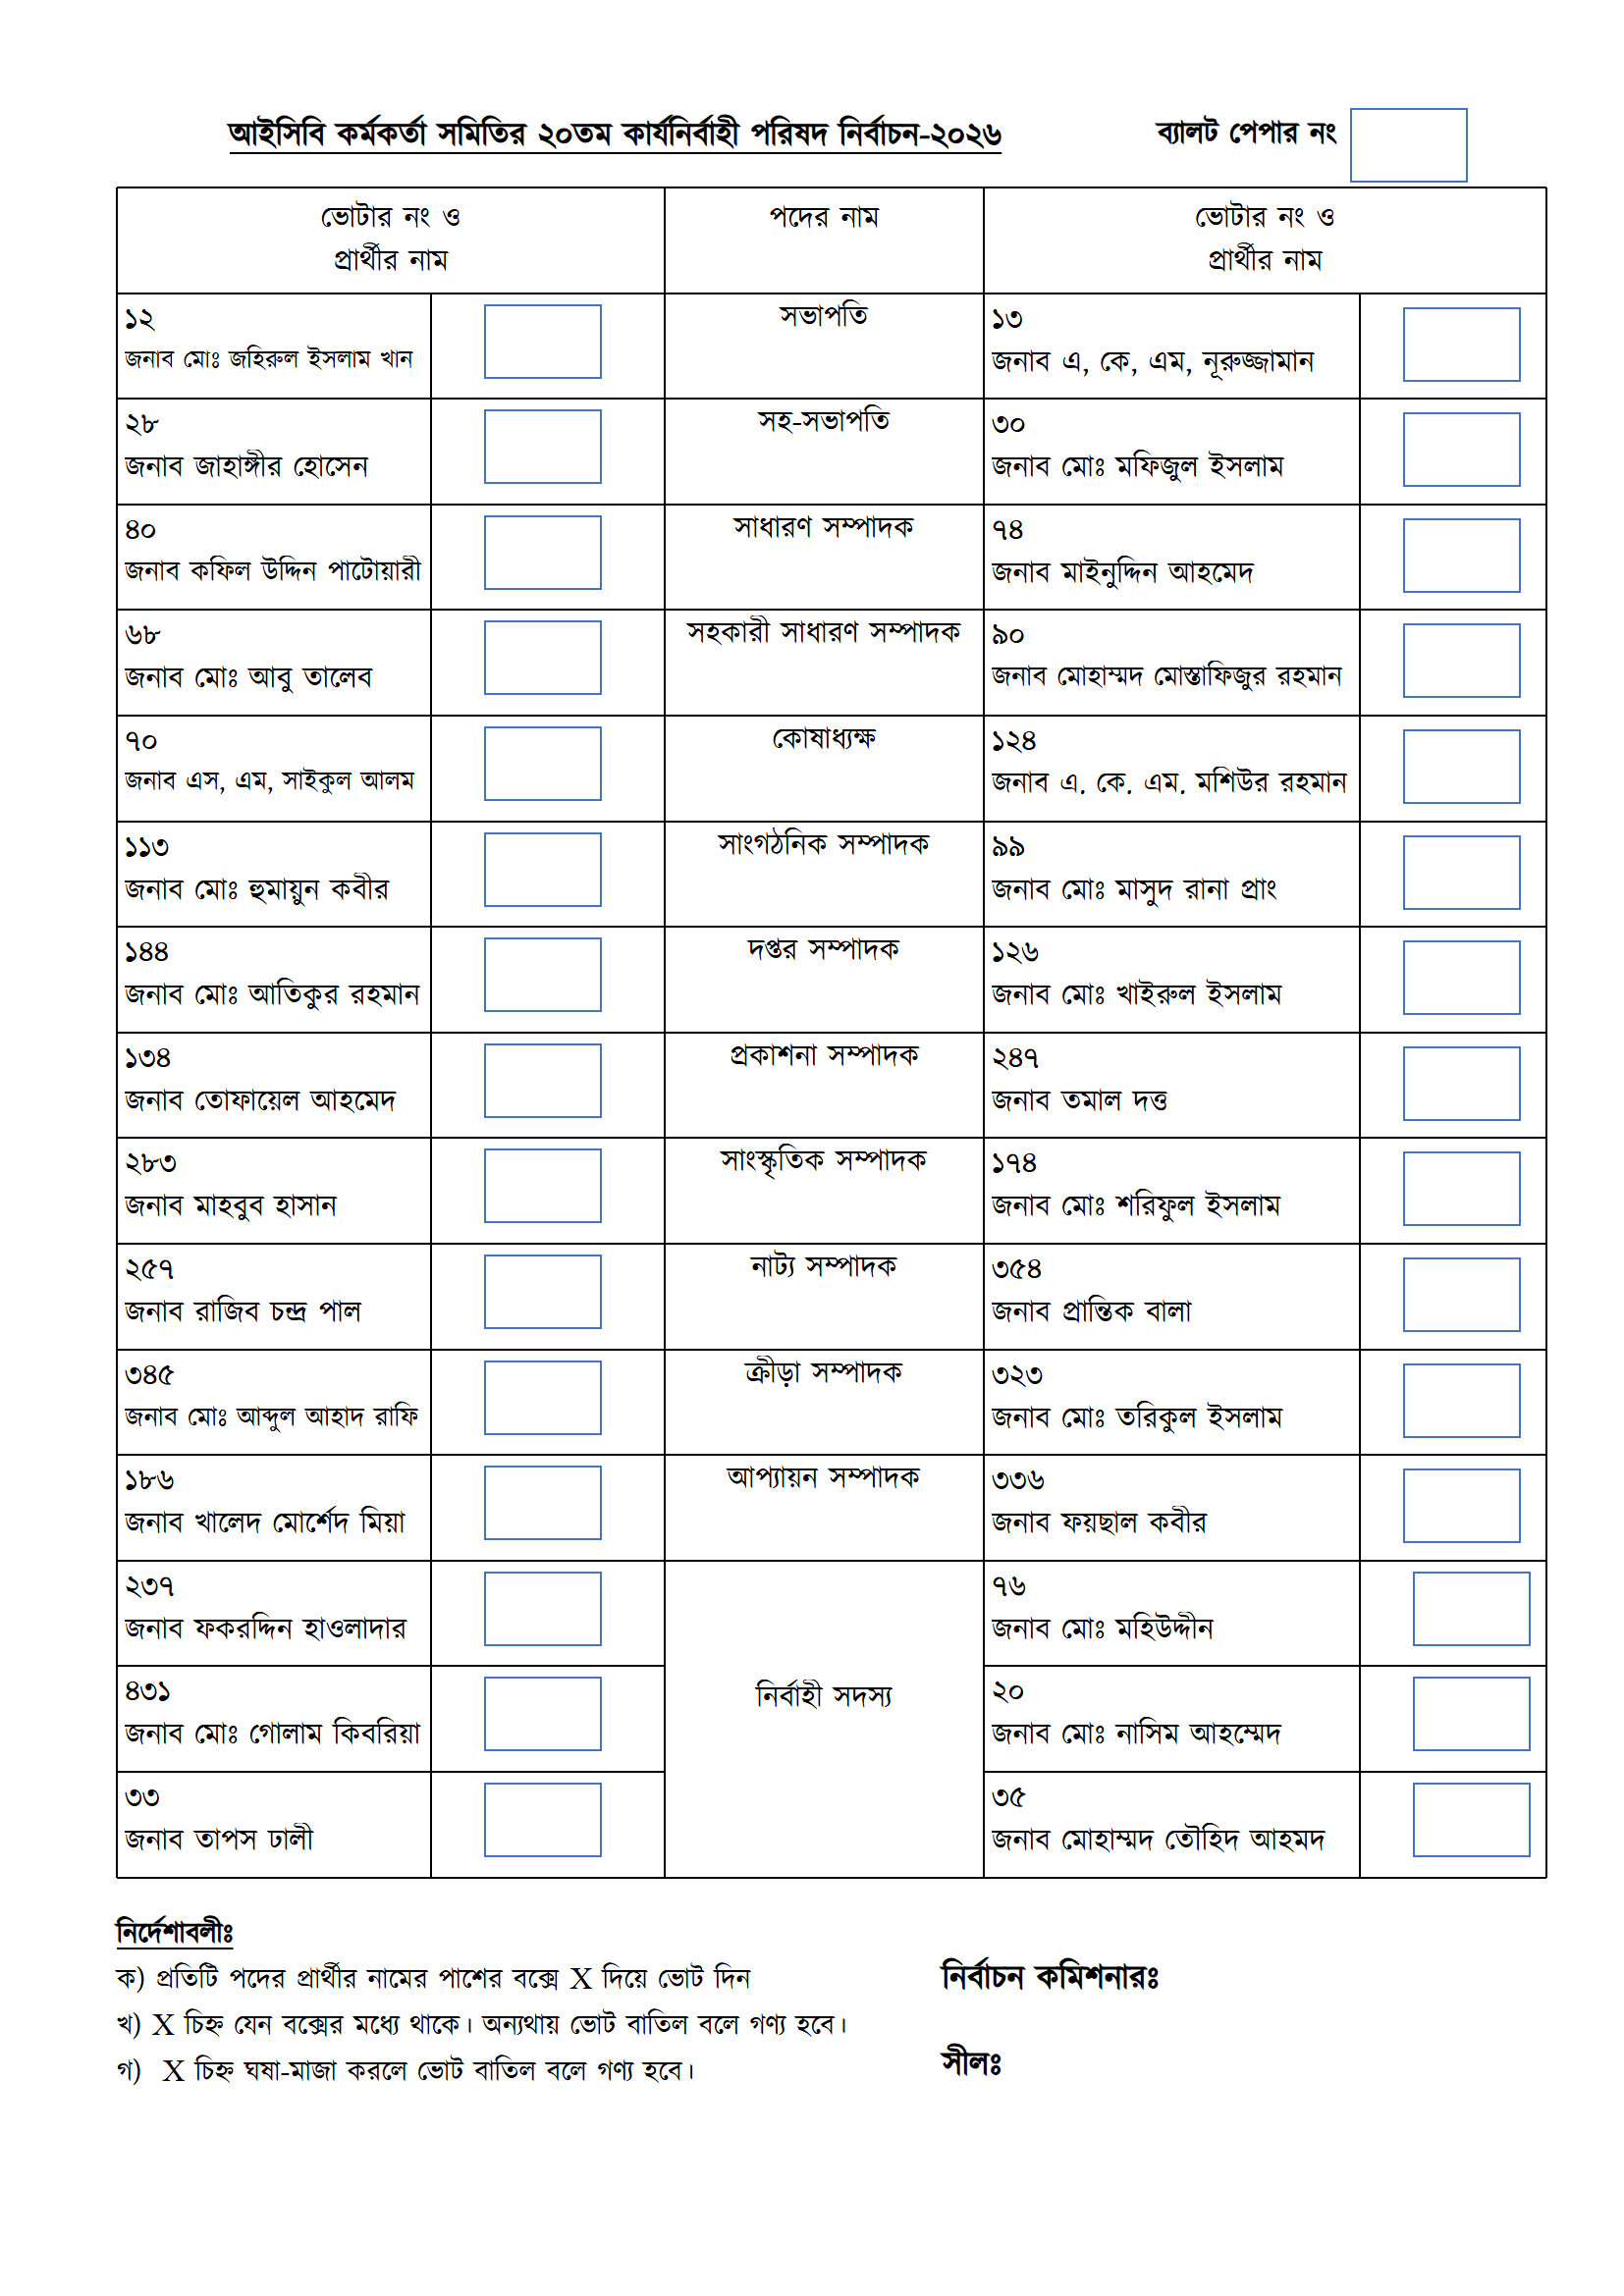 আইসিবি কর্মকর্তা সমিতির ২০তম কার্যনির্বাহী পরিষদ নির্বাচন-২০২৬ ব্যালট পেপার নং
ভোটার নং ও
প্রার্থীর নাম
পদের নাম
ভোটার নং ও
প্রার্থীর নাম
১২
জনাব মোঃ জহিরুল ইসলাম খান
সভাপতি
১৩
জনাব এ, কে, এম, নূরুজ্জামান
২৮
জনাব জাহাঙ্গীর হোসেন
সহ-সভাপতি
৩০
জনাব মোঃ মফিজুল ইসলাম
৪০
জনাব কফিল উদ্দিন পাটোয়ারী
সাধারণ সম্পাদক
৭৪
জনাব মাইনুদ্দিন আহমেদ
৬৮
জনাব মোঃ আবু তালেব
সহকারী সাধারণ সম্পাদক
৯০
জনাব মোহাম্মদ মোস্তাফিজুর রহমান
৭০
জনাব এস, এম, সাইকুল আলম
কোষাধ্যক্ষ
১২৪
জনাব এ. কে. এম. মশিউর রহমান
১১৩
জনাব মোঃ হুমায়ুন কবীর
সাংগঠনিক সম্পাদক
৯৯
জনাব মোঃ মাসুদ রানা প্রাং
১৪৪
জনাব মোঃ আতিকুর রহমান
দপ্তর সম্পাদক
১২৬
জনাব মোঃ খাইরুল ইসলাম
১৩৪
জনাব তোফায়েল আহমেদ
প্রকাশনা সম্পাদক
২৪৭
জনাব তমাল দত্ত
২৮৩
জনাব মাহবুব হাসান
সাংস্কৃতিক সম্পাদক
১৭৪
জনাব মোঃ শরিফুল ইসলাম
২৫৭
জনাব রাজিব চন্দ্র পাল
নাট্য সম্পাদক
৩৫৪
জনাব প্রান্তিক বালা
৩৪৫
জনাব মোঃ আব্দুল আহাদ রাফি
ক্রীড়া সম্পাদক
৩২৩
জনাব মোঃ তরিকুল ইসলাম
১৮৬
জনাব খালেদ মোর্শেদ মিয়া
আপ্যায়ন সম্পাদক
৩৩৬
জনাব ফয়ছাল কবীর
২৩৭
জনাব ফকরদ্দিন হাওলাদার
৭৬
জনাব মোঃ মহিউদ্দীন
৪৩১
জনাব মোঃ গোলাম কিবরিয়া
নির্বাহী সদস্য
২০
জনাব মোঃ নাসিম আহম্মেদ
৩৩
জনাব তাপস ঢালী
৩৫
জনাব মোহাম্মদ তৌহিদ আহমদ
নির্দেশাবলীঃ
ক) প্রতিটি পদের প্রার্থীর নামের পাশের বক্সে X দিয়ে ভোট দিন
নির্বাচন কমিশনারঃ
খ) X চিহ্ন যেন বক্সের মধ্যে থাকে। অন্যথায় ভোট বাতিল বলে গণ্য হবে।
সীলঃ
গ) X চিহ্ন ঘষা-মাজা করলে ভোট বাতিল বলে গণ্য হবে।